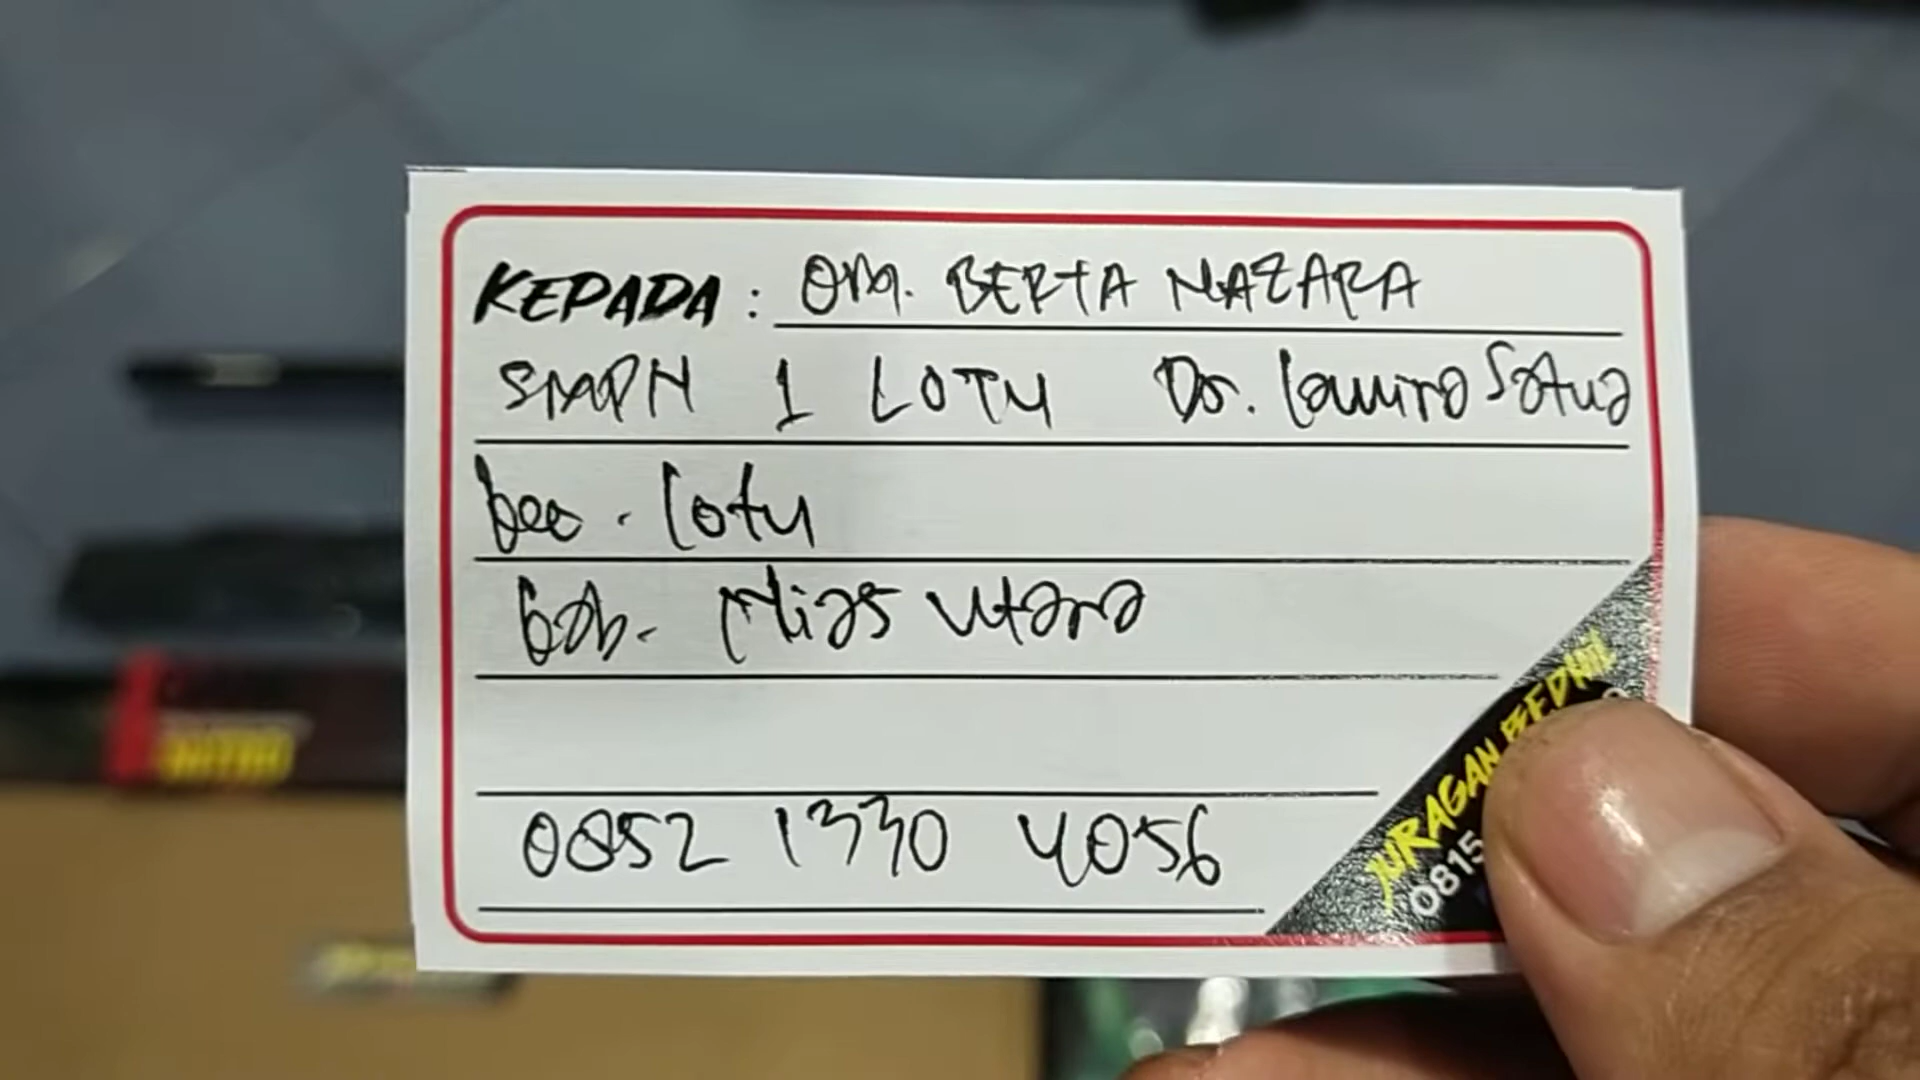 KEPADA : Om. BERTA NAZARA
SMPN 1 LOTU Ds. Lawira Satua
kec. Lotu
Kab. Nias Utara
0852 1330 4056
JURAGAN BEDHIL
0815